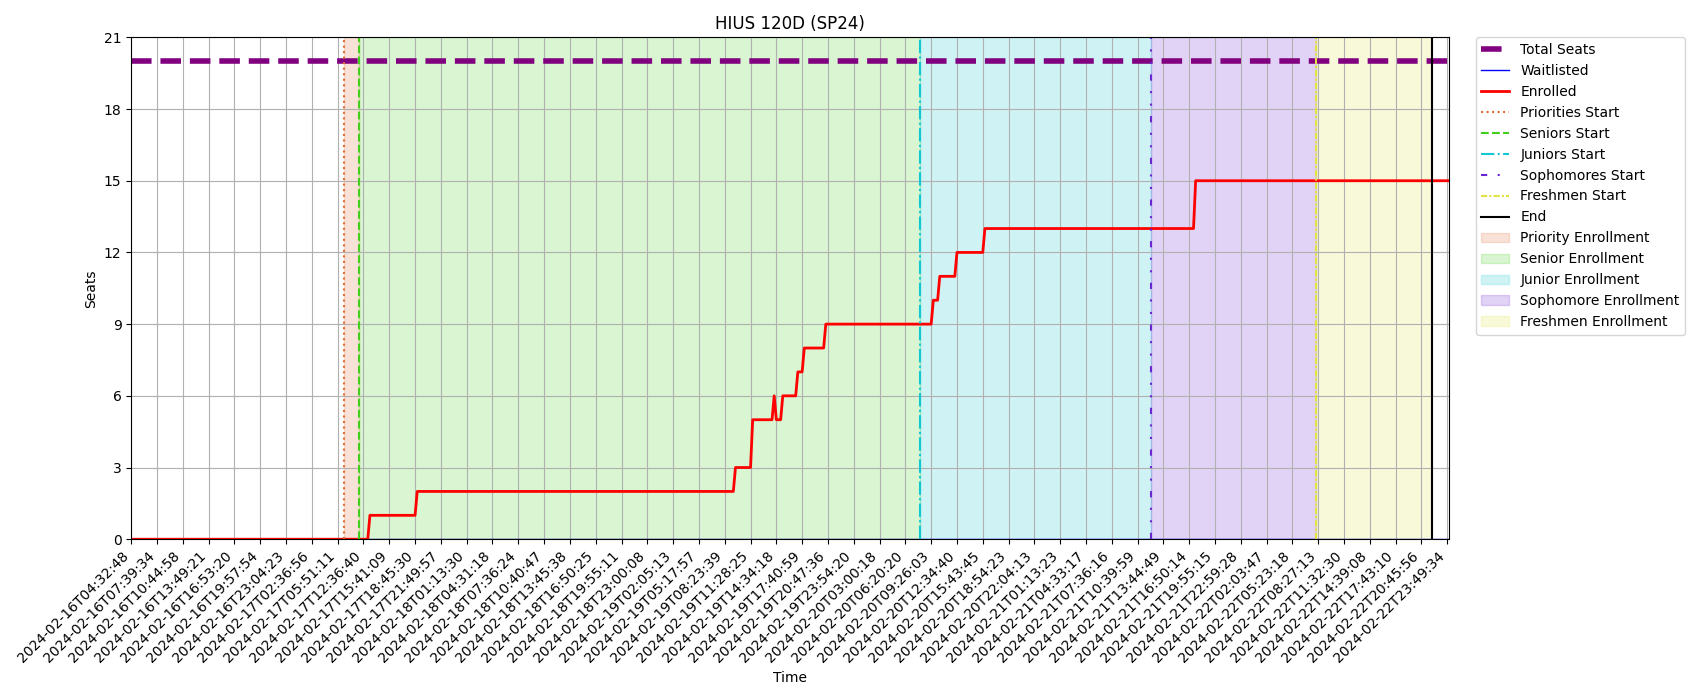 HIUS 120D (SP24)
21
18
15
12
9
6
3
0
Seats
2024-02-16T04:32:48
2024-02-16T07:39:34
2024-02-16T10:44:58
2024-02-16T13:49:21
2024-02-16T16:53:20
2024-02-16T19:57:54
2024-02-16T23:04:23
2024-02-17T02:36:56
2024-02-17T05:51:11
2024-02-17T12:36:40
2024-02-17T15:41:09
2024-02-17T18:45:30
2024-02-17T21:49:57
2024-02-18T01:13:30
2024-02-18T04:31:18
2024-02-18T07:36:24
2024-02-18T10:40:47
2024-02-18T13:45:38
2024-02-18T16:50:25
2024-02-18T19:55:11
2024-02-18T23:00:08
2024-02-19T02:05:13
2024-02-19T05:17:57
2024-02-19T08:23:39
2024-02-19T11:28:25
2024-02-19T14:34:18
2024-02-19T17:40:59
2024-02-19T20:47:36
2024-02-19T23:54:20
2024-02-20T03:00:18
2024-02-20T06:20:20
2024-02-20T09:26:03
2024-02-20T12:34:40
2024-02-20T15:43:45
2024-02-20T18:54:23
2024-02-20T22:04:13
2024-02-21T01:13:23
2024-02-21T04:33:17
2024-02-21T07:36:16
2024-02-21T10:39:59
2024-02-21T13:44:49
2024-02-21T16:50:14
2024-02-21T19:55:15
2024-02-21T22:59:28
2024-02-22T02:03:47
2024-02-22T05:23:18
2024-02-22T08:27:13
2024-02-22T11:32:30
2024-02-22T14:39:08
2024-02-22T17:43:10
2024-02-22T20:45:56
2024-02-22T23:49:34
Time
Total Seats
Waitlisted
Enrolled
Priorities Start
Seniors Start
Juniors Start
Sophomores Start
Freshmen Start
End
Priority Enrollment
Senior Enrollment
Junior Enrollment
Sophomore Enrollment
Freshmen Enrollment